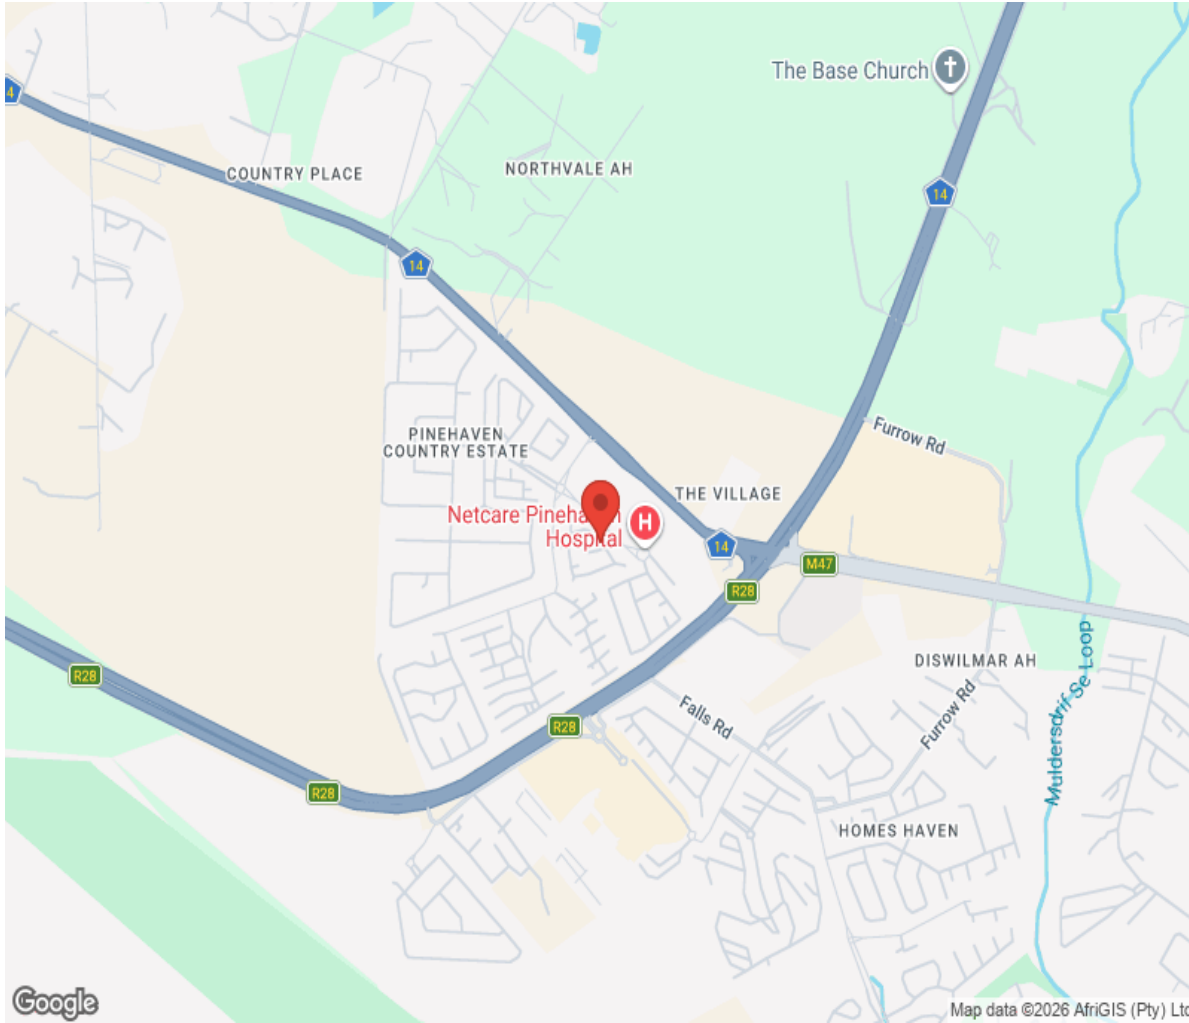 The Base Church
4
COUNTRY PLACE
NORTHVALE AH
14
14
Furrow Rd
PINEHAVEN
COUNTRY ESTATE
THE VILLAGE
Netcare Pinehaven
Hospital
H
14
M47
R28
DISWILMAR AH
Muldersdrif Se Loop
R28
Falls Rd
Furrow Rd
R28
R28
HOMES HAVEN
Google
Map data ©2026 AfriGIS (Pty) Ltd